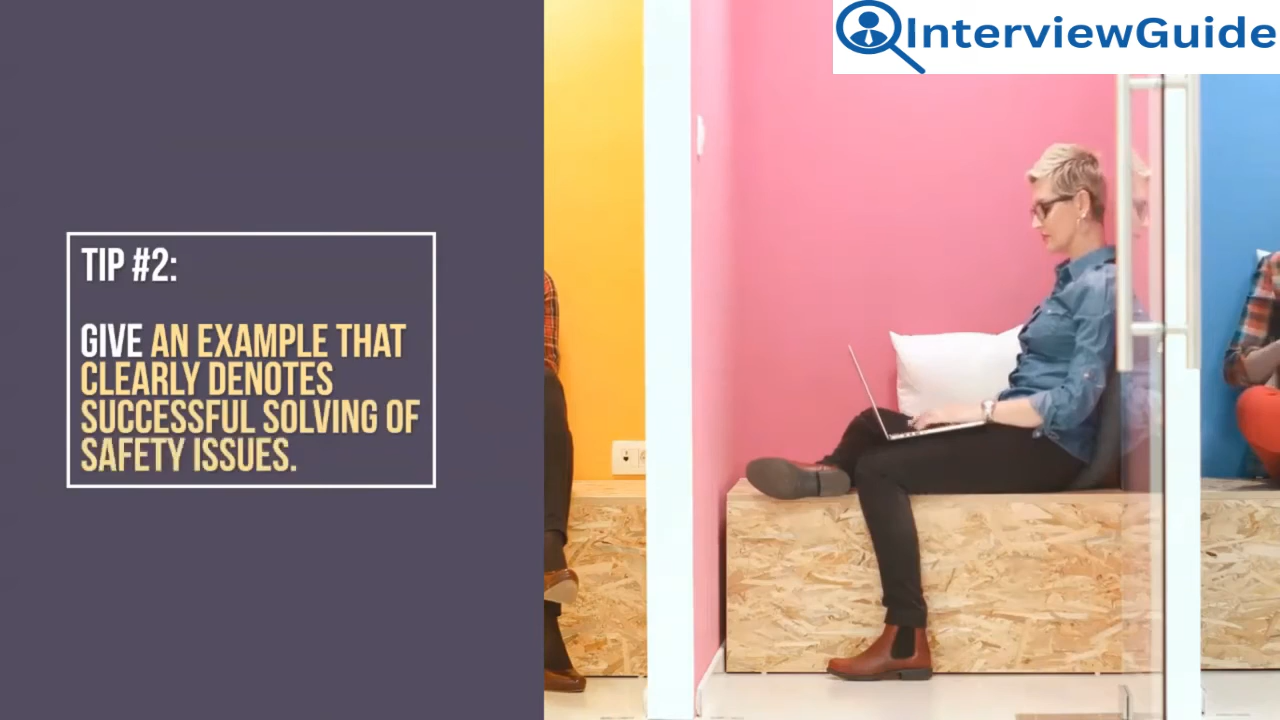 InterviewGuide
TIP #2:
GIVE AN EXAMPLE THAT
CLEARLY DENOTES
SUCCESSFUL SOLVING OF
SAFETY ISSUES.